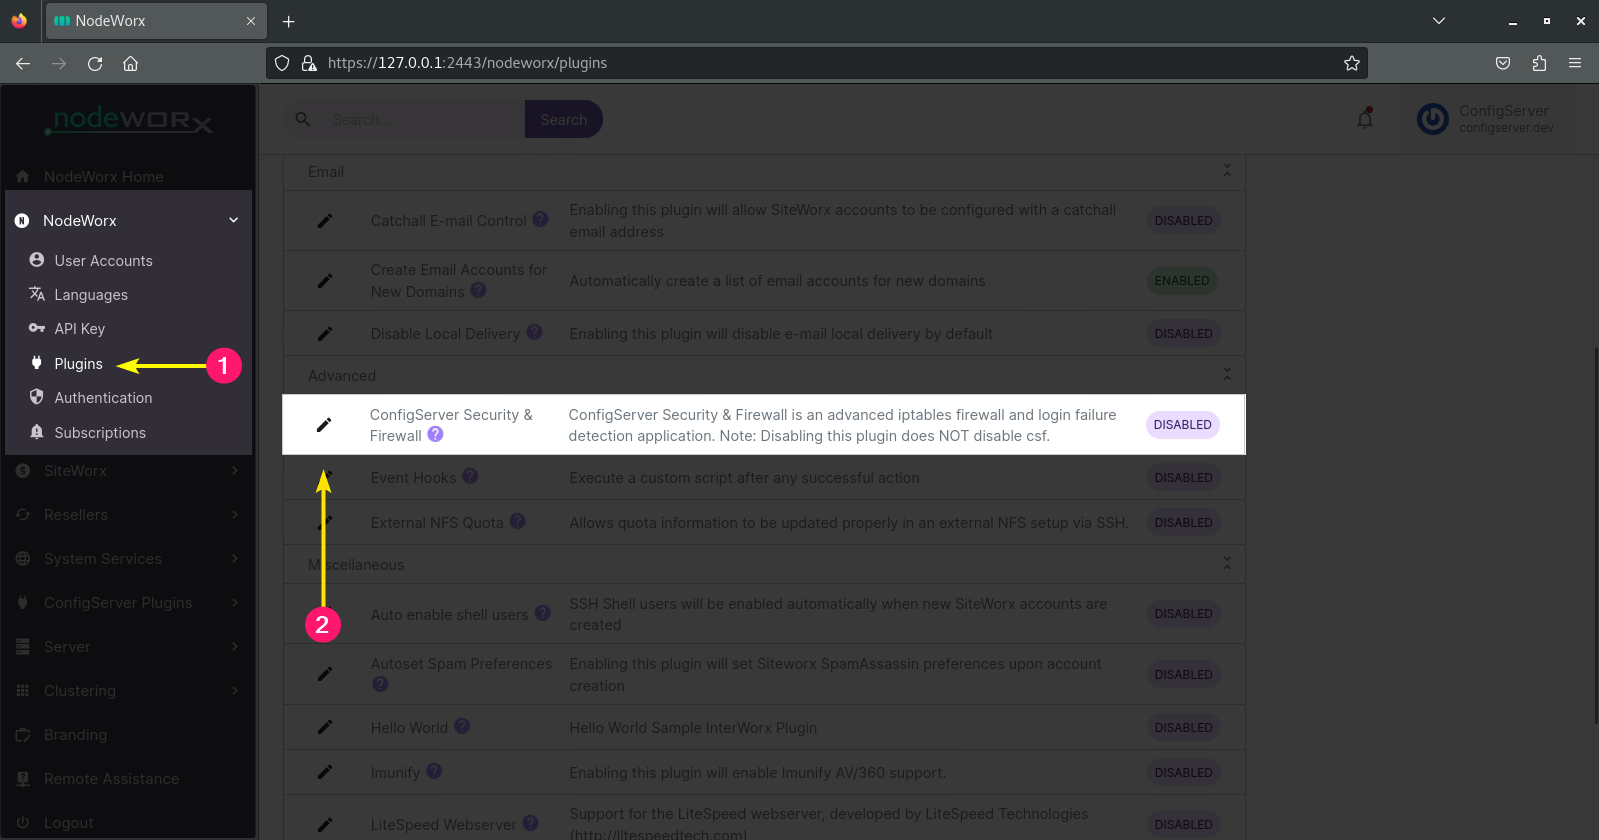 NodeWorx
https://127.0.0.1:2443/nodeworx/plugins
nodeworx
Search...
Search
ConfigServer
configserver.dev
NodeWorx Home
N
NodeWorx
User Accounts
Languages
API Key
Plugins
1
Authentication
Subscriptions
S
SiteWorx
Resellers
System Services
ConfigServer Plugins
Server
Clustering
Branding
Remote Assistance
Logout
Email
Catchall E-mail Control ?
Enabling this plugin will allow SiteWorx accounts to be configured with a catchall
email address
DISABLED
Create Email Accounts for
New Domains ?
Automatically create a list of email accounts for new domains
ENABLED
Disable Local Delivery ?
Enabling this plugin will disable e-mail local delivery by default
DISABLED
Advanced
ConfigServer Security &
Firewall ?
ConfigServer Security & Firewall is an advanced iptables firewall and login failure
detection application. Note: Disabling this plugin does NOT disable csf.
DISABLED
Event Hooks ?
Execute a custom script after any successful action
DISABLED
External NFS Quota ?
Allows quota information to be updated properly in an external NFS setup via SSH.
DISABLED
Miscellaneous
2
Auto enable shell users ?
SSH Shell users will be enabled automatically when new SiteWorx accounts are
created
DISABLED
Autoset Spam Preferences
?
Enabling this plugin will set Siteworx SpamAssassin preferences upon account
creation
DISABLED
Hello World ?
Hello World Sample InterWorx Plugin
DISABLED
Imunify ?
Enabling this plugin will enable Imunify AV/360 support.
DISABLED
LiteSpeed Webserver ?
Support for the LiteSpeed webserver, developed by LiteSpeed Technologies
(http://litespeedtech.com)
DISABLED